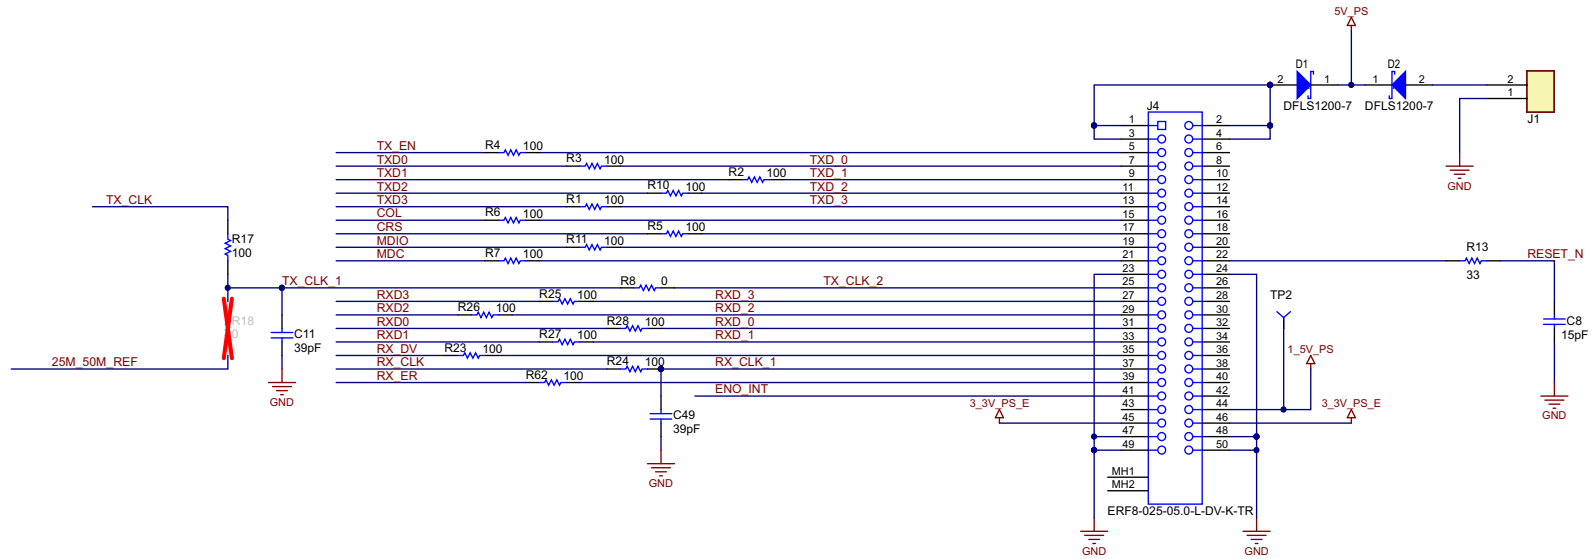 5V_PS
D1
D2
2 1 1 2
2
1
DFLS1200-7
DFLS1200-7
J1
GND
J4
1 2
3 4
TX_EN R4 100 5 6
TXD0 R3 100 TXD_0 7 8
TXD1 R2 100 TXD_1 9 10
TXD2 R10 100 TXD_2 11 12
TXD3 R1 100 TXD_3 13 14
COL R6 100 15 16
CRS R5 100 17 18
MDIO R11 100 19 20
MDC R7 100 21 22
R13
33
RESET_N
C8
15pF
GND
TX_CLK
R17
100
23 24
TX_CLK_1 R8 0 TX_CLK_2 25 26
RXD3 R25 100 RXD_3 27 28
RXD2 R26 100 RXD_2 29 30
RXD0 R28 100 RXD_0 31 32
RXD1 R27 100 RXD_1 33 34
RX_DV R23 100 35 36
RX_CLK R24 100 RX_CLK_1 37 38
RX_ER R62 100 39 40
ENO_INT 41 42
43 44
45 46
47 48
49 50
R18
0
C11
39pF
GND
25M_50M_REF
C49
39pF
GND
TP2
1_5V_PS
3_3V_PS_E
3_3V_PS_E
MH1
MH2
ERF8-025-05.0-L-DV-K-TR
GND
GND